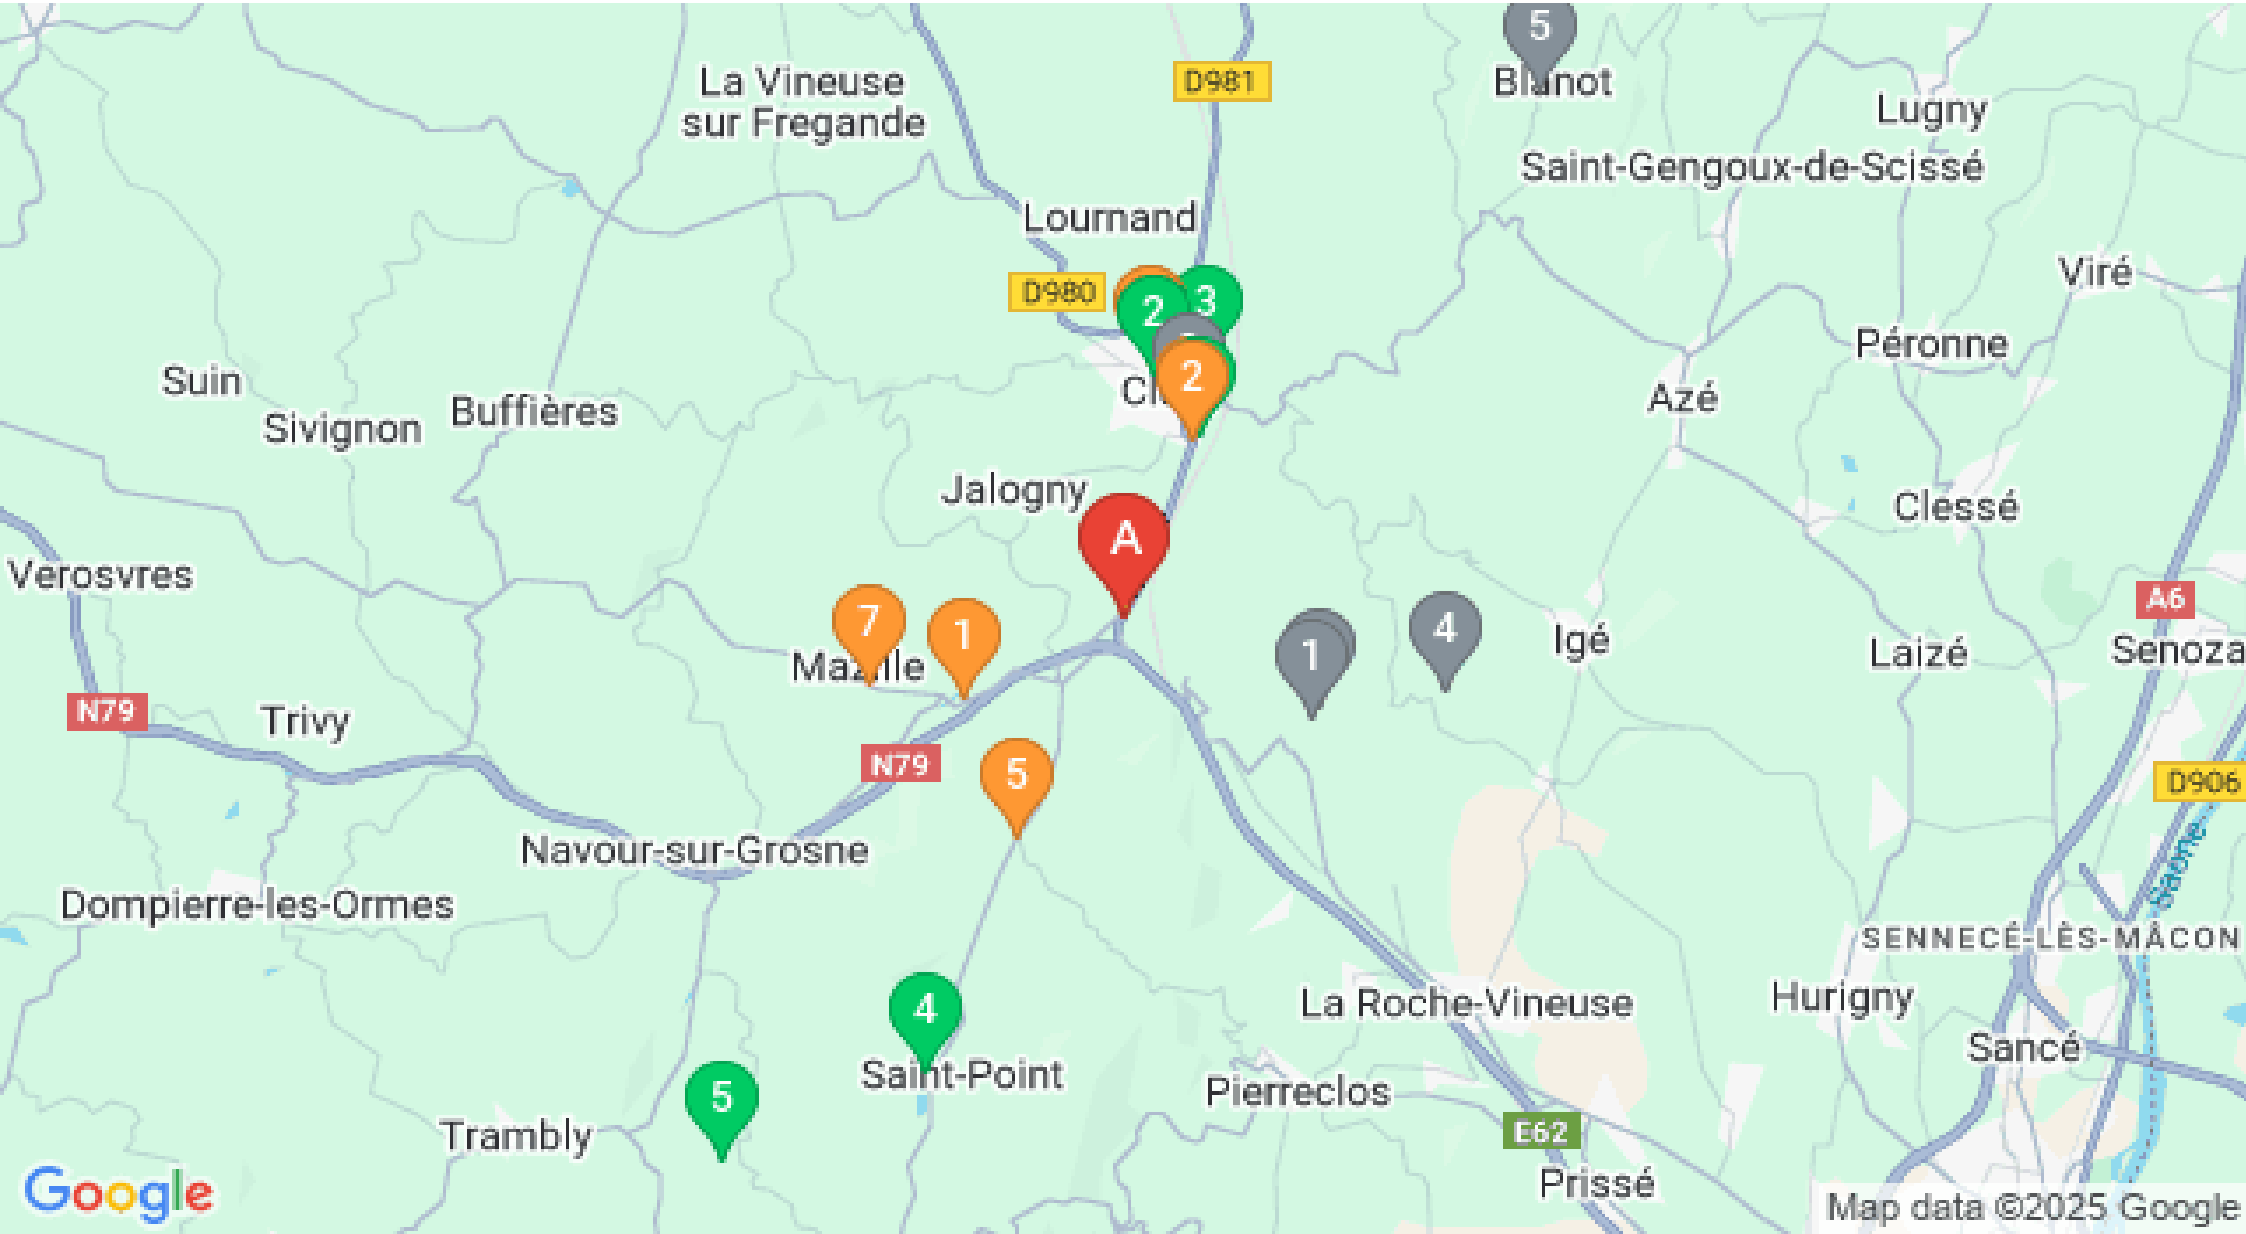 5
La Vineuse
sur Fregande
D981
Blanot
Lugny
Saint-Gengoux-de-Scissé
Lournand
Viré
D980
2
3
Péronne
Suin
2
Azé
Buffières
Sivignon
Jalogny
Clessé
A
Verosvres
A6
7
1
1
4
Igé
Laizé
Senoza
Mazille
N79
Trivy
N79
5
D906
Navour-sur-Grosne
Saône
Dompierre-les-Ormes
SENNECÉ-LÈS-MÂCON
4
La Roche-Vineuse
Hurigny
Sancé
Saint-Point
5
Pierreclos
Trambly
E62
Prissé
Google
Map data ©2025 Google